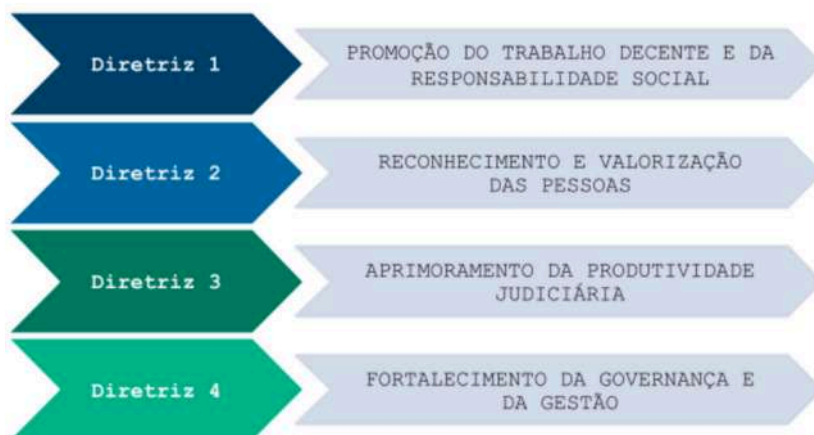 Diretriz 1
PROMOÇÃO DO TRABALHO DECENTE E DA
RESPONSABILIDADE SOCIAL
Diretriz 2
RECONHECIMENTO E VALORIZAÇÃO
DAS PESSOAS
Diretriz 3
APRIMORAMENTO DA PRODUTIVIDADE
JUDICIÁRIA
Diretriz 4
FORTALECIMENTO DA GOVERNANÇA E
DA GESTÃO